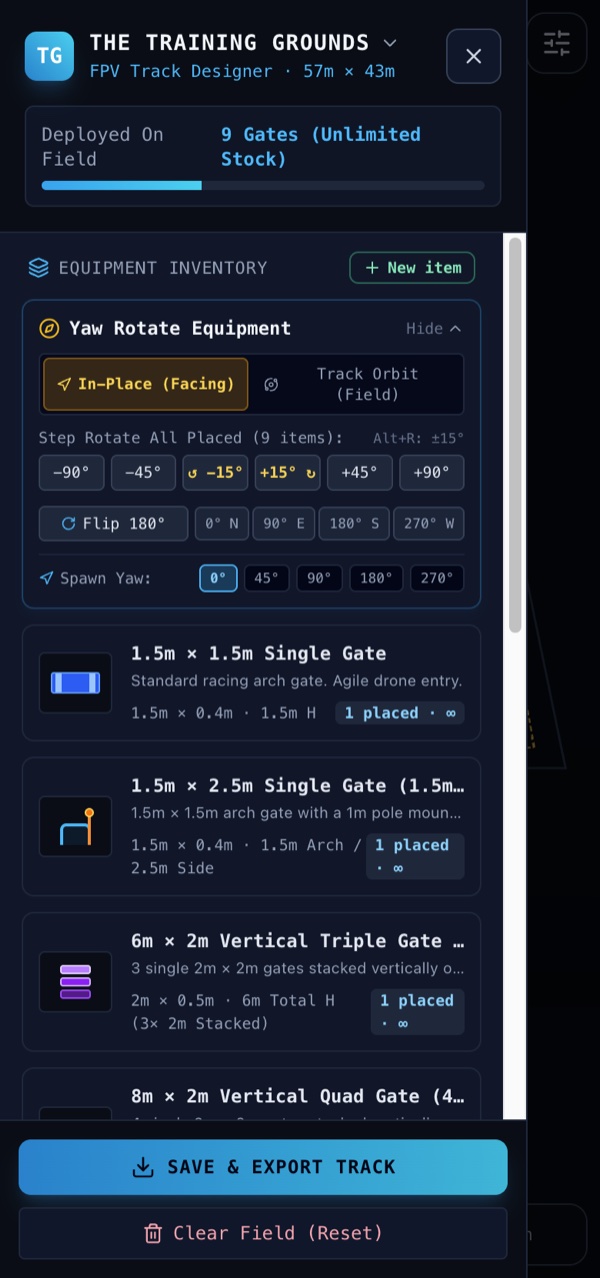 TG
THE TRAINING GROUNDS
FPV Track Designer · 57m × 43m
Deployed On Field
9 Gates (Unlimited Stock)
EQUIPMENT INVENTORY
+ New item
Yaw Rotate Equipment
Hide
In-Place (Facing)
Track Orbit (Field)
Step Rotate All Placed (9 items):
Alt+R: ±15°
−90°
−45°
↺ −15°
+15° ↻
+45°
+90°
Flip 180°
0° N
90° E
180° S
270° W
Spawn Yaw:
0°
45°
90°
180°
270°
1.5m × 1.5m Single Gate
Standard racing arch gate. Agile drone entry.
1.5m × 0.4m · 1.5m H
1 placed · ∞
1.5m × 2.5m Single Gate (1.5m…
1.5m × 1.5m arch gate with a 1m pole moun…
1.5m × 0.4m · 1.5m Arch / 2.5m Side
1 placed · ∞
6m × 2m Vertical Triple Gate …
3 single 2m × 2m gates stacked vertically o…
2m × 0.5m · 6m Total H (3× 2m Stacked)
1 placed · ∞
8m × 2m Vertical Quad Gate (4…
SAVE & EXPORT TRACK
Clear Field (Reset)